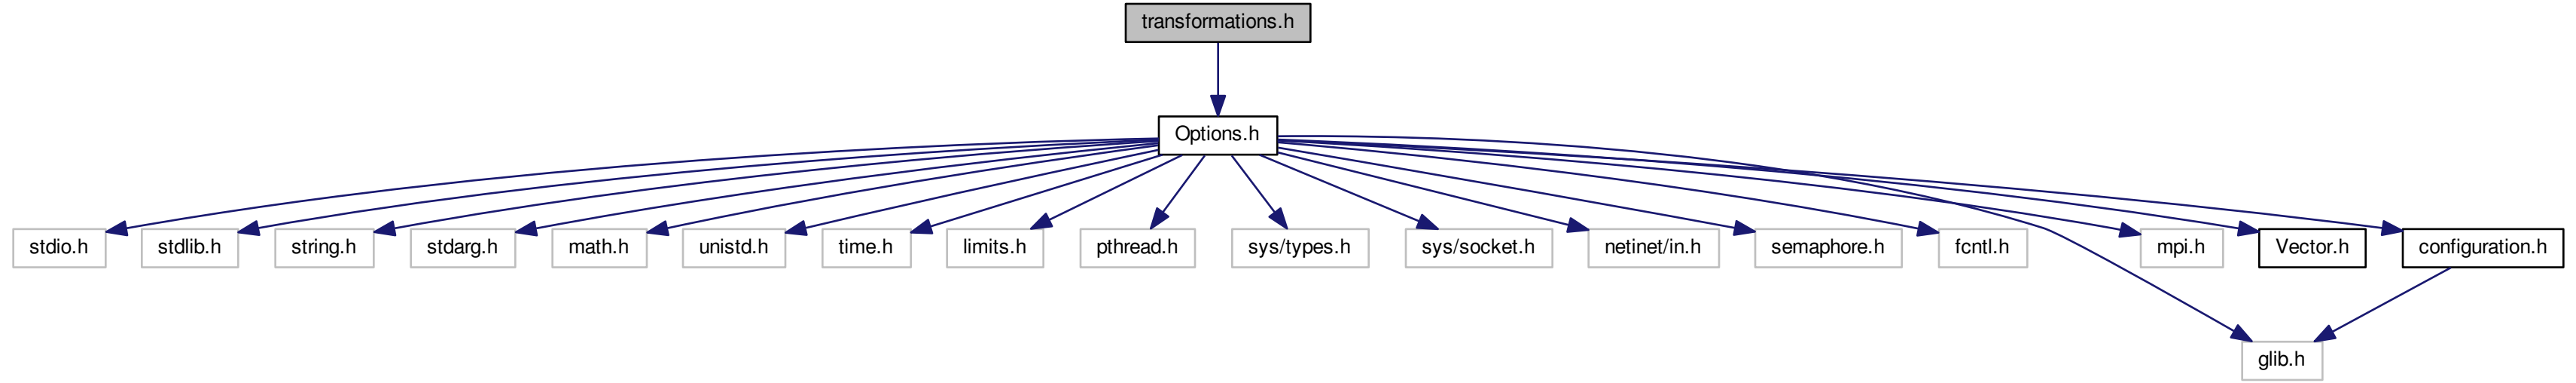 transformations.h
Options.h
stdio.h
stdlib.h
string.h
stdarg.h
math.h
unistd.h
time.h
limits.h
pthread.h
sys/types.h
sys/socket.h
netinet/in.h
semaphore.h
fcntl.h
mpi.h
Vector.h
configuration.h
glib.h